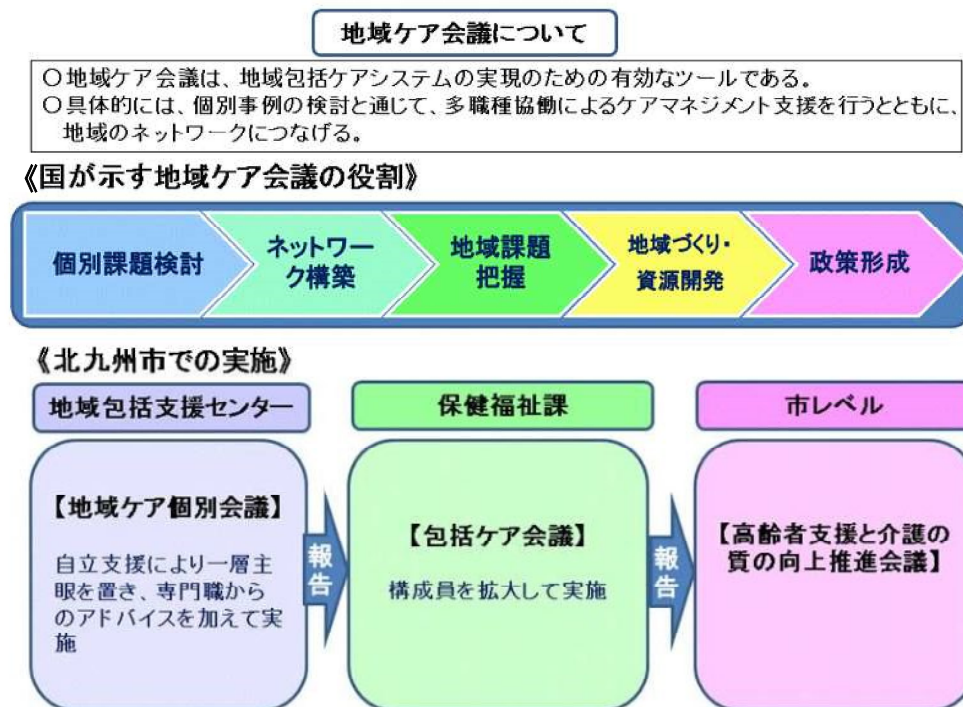 地域ケア会議について
○地域ケア会議は、地域包括ケアシステムの実現のための有効なツールである。
○具体的には、個別事例の検討と通じて、多職種協働によるケアマネジメント支援を行うとともに、
地域のネットワークにつなげる。
《国が示す地域ケア会議の役割》
個別課題検討
ネットワー
ク構築
地域課題
把握
地域づくり・
資源開発
政策形成
《北九州市での実施》
地域包括支援センター
保健福祉課
市レベル
【地域ケア個別会議】
自立支援により一層主
眼を置き、専門職から
のアドバイスを加えて実
施
報告
【包括ケア会議】
構成員を拡大して実施
報告
【高齢者支援と介護の
質の向上推進会議】